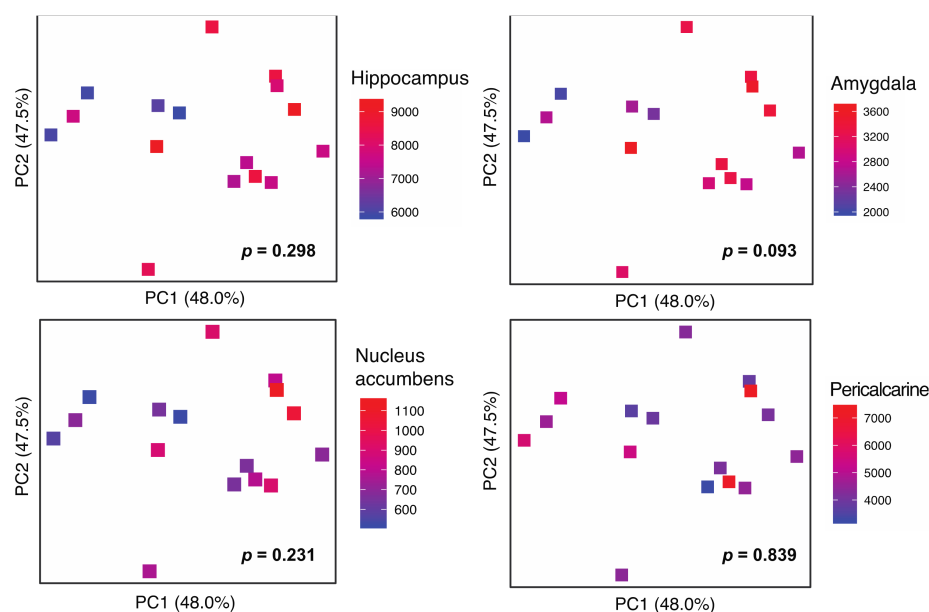 PC2 (47.5%)
Hippocampus
9000
8000
7000
6000
p = 0.298
PC1 (48.0%)
PC2 (47.5%)
Amygdala
3600
3200
2800
2400
2000
p = 0.093
PC1 (48.0%)
PC2 (47.5%)
Nucleus
accumbens
1100
1000
900
800
700
600
p = 0.231
PC1 (48.0%)
PC2 (47.5%)
Pericalcarine
7000
6000
5000
4000
p = 0.839
PC1 (48.0%)